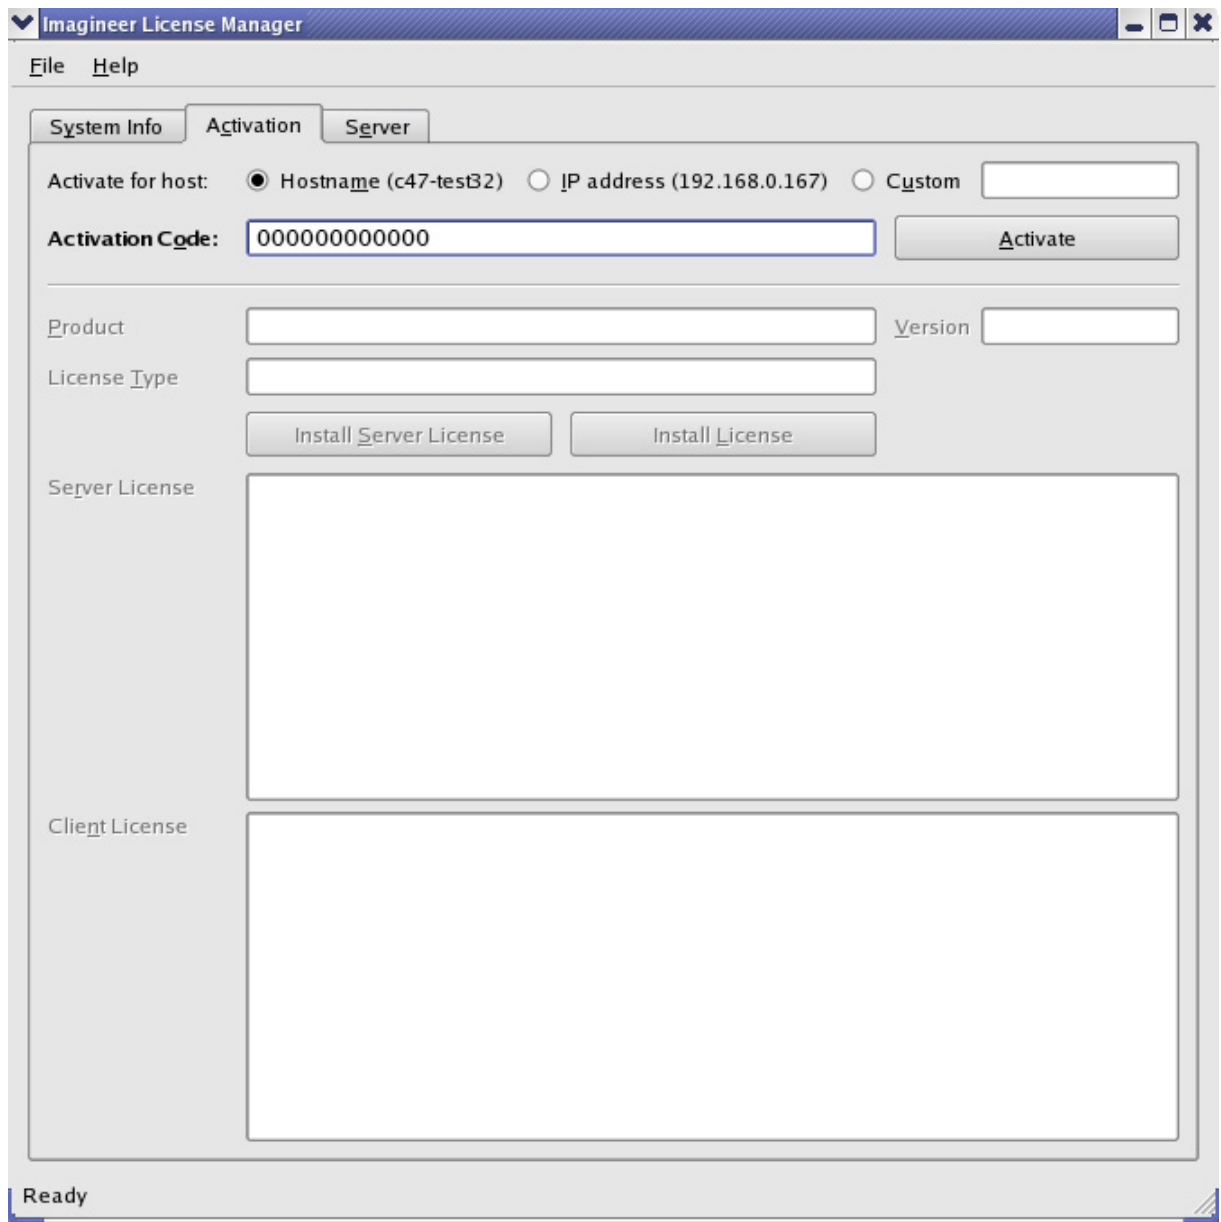 Imagineer License Manager
File Help
System Info Activation Server
Activate for host: Hostname (c47-test32) IP address (192.168.0.167) Custom
Activation Code: 000000000000 Activate
Product Version
License Type
Install Server License Install License
Server License
Client License
Ready